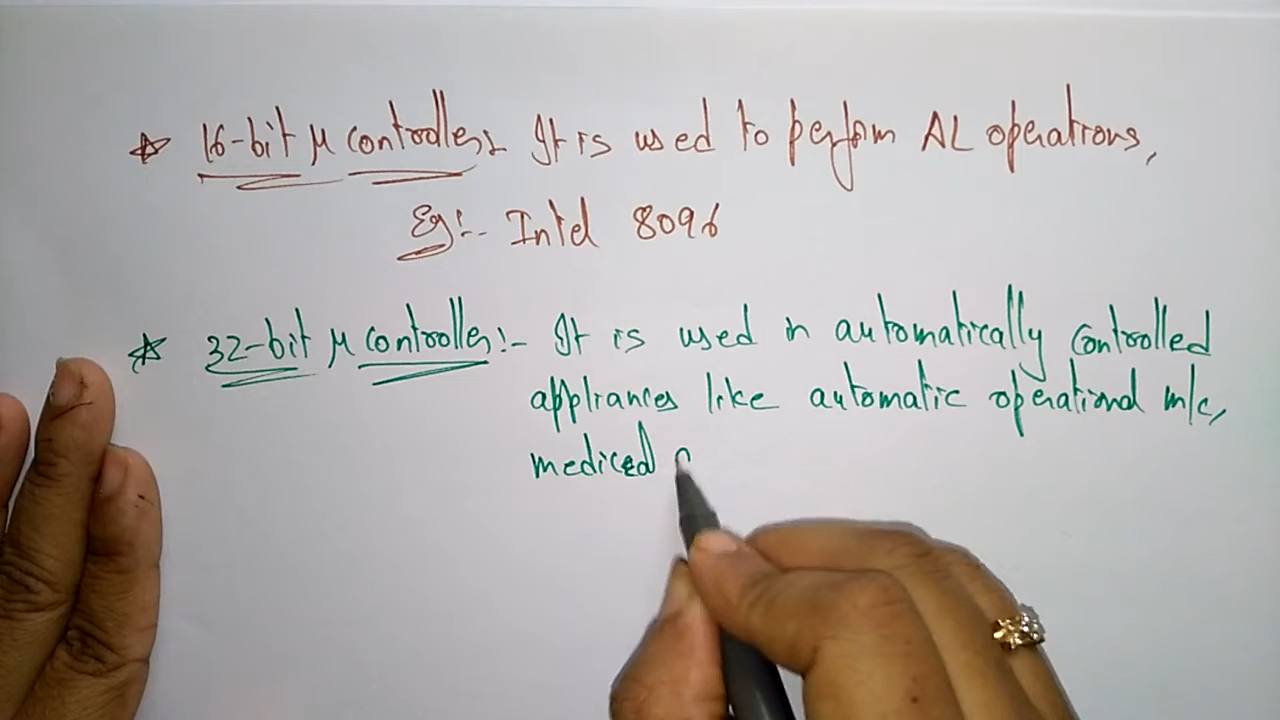 ☆ 16-bit μ controller:- It is used to perform AL operations,
Eg:- Intel 8096
☆ 32-bit μ controller:- It is used in automatically controlled
appliances like automatic operational m/c,
medical